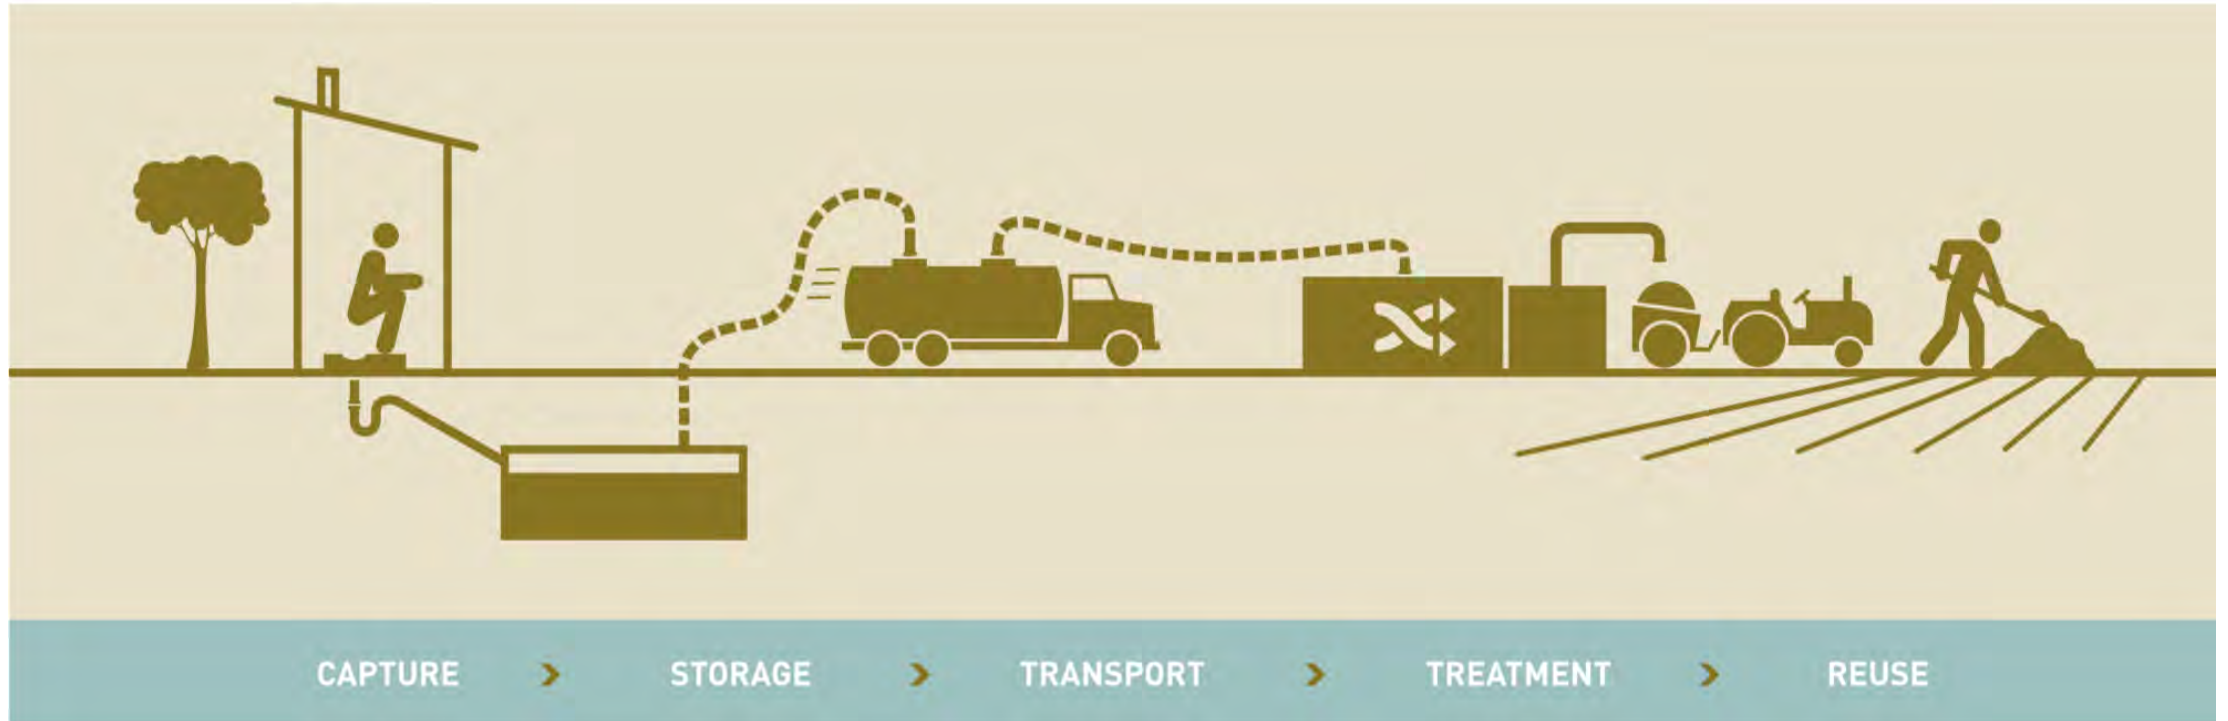 CAPTURE > STORAGE > TRANSPORT > TREATMENT > REUSE